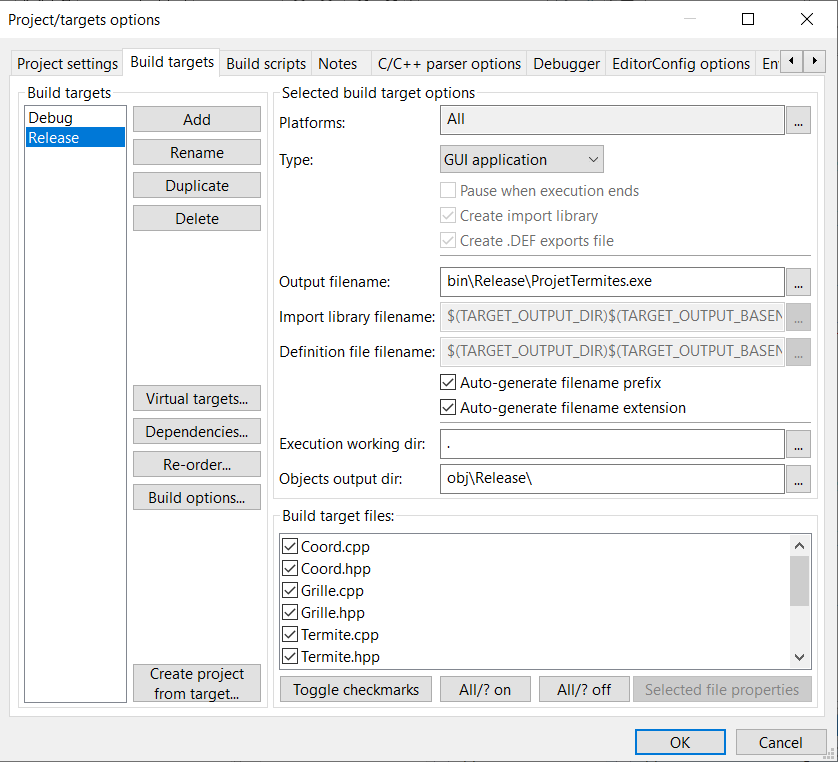 Project/targets options
Project settings
Build targets
Build scripts
Notes
C/C++ parser options
Debugger
EditorConfig options
Build targets
Debug
Release
Add
Rename
Duplicate
Delete
Virtual targets...
Dependencies...
Re-order...
Build options...
Create project
from target...
Selected build target options
Platforms:
All
...
Type:
GUI application
Pause when execution ends
Create import library
Create .DEF exports file
Output filename:
bin\Release\ProjetTermites.exe
...
Import library filename:
$(TARGET_OUTPUT_DIR)$(TARGET_OUTPUT_BASEN
...
Definition file filename:
$(TARGET_OUTPUT_DIR)$(TARGET_OUTPUT_BASEN
...
Auto-generate filename prefix
Auto-generate filename extension
Execution working dir:
.
...
Objects output dir:
obj\Release\
...
Build target files:
Coord.cpp
Coord.hpp
Grille.cpp
Grille.hpp
Termite.cpp
Termite.hpp
Toggle checkmarks
All/? on
All/? off
Selected file properties
OK
Cancel